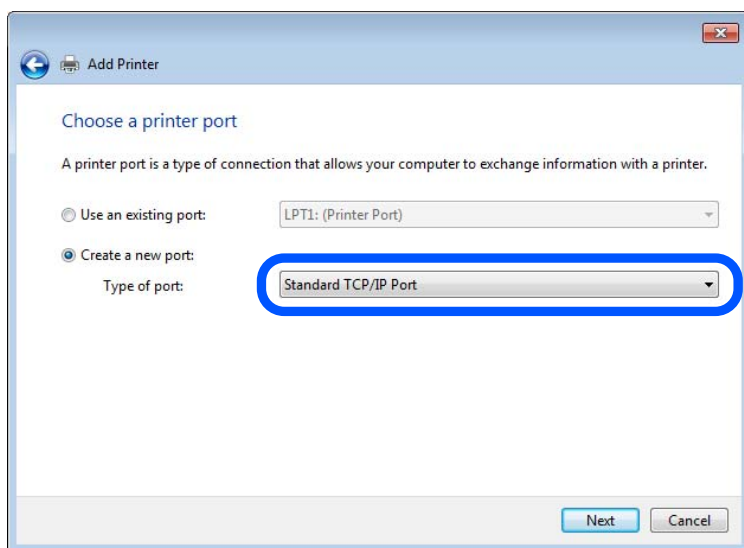 Add Printer
Choose a printer port
A printer port is a type of connection that allows your computer to exchange information with a printer.
Use an existing port: LPT1: (Printer Port)
Create a new port:
Type of port: Standard TCP/IP Port
Next Cancel